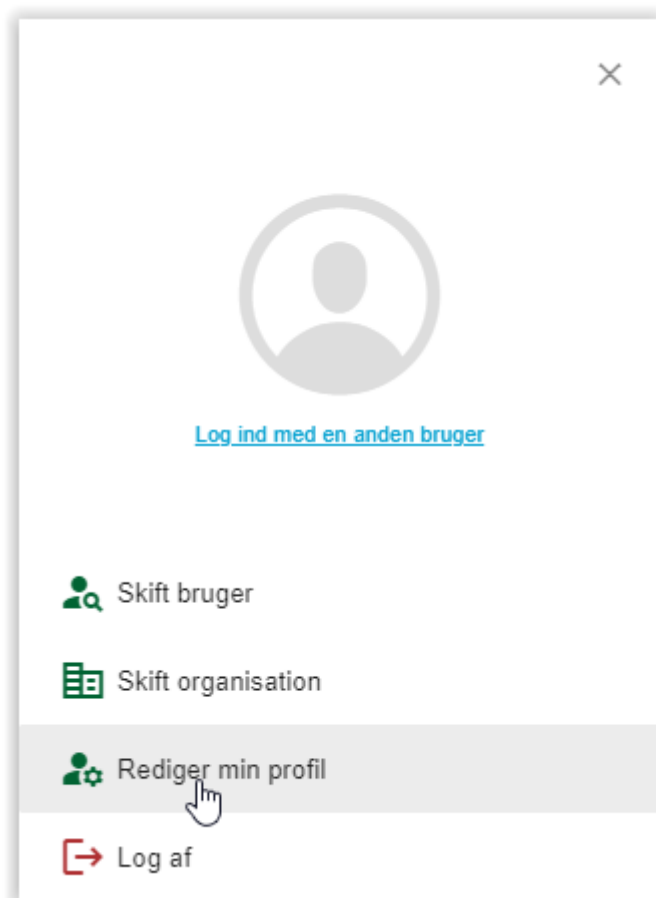 Log ind med en anden bruger
Skift bruger
Skift organisation
Rediger min profil
Log af